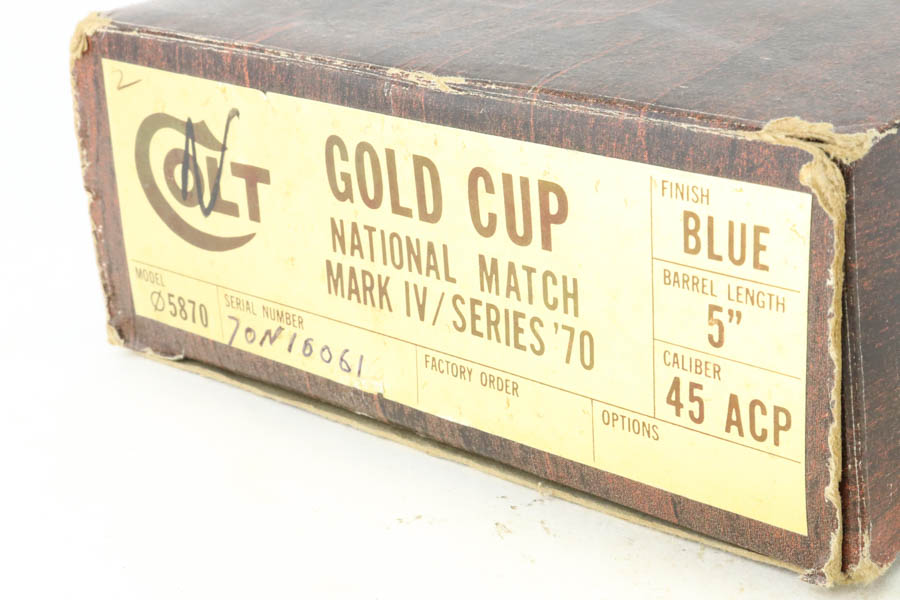 2
COLT
N
GOLD CUP
NATIONAL MATCH
MARK IV/SERIES '70
MODEL
Ø5870
SERIAL NUMBER
70N16061
FACTORY ORDER
OPTIONS
FINISH
BLUE
BARREL LENGTH
5"
CALIBER
45 ACP